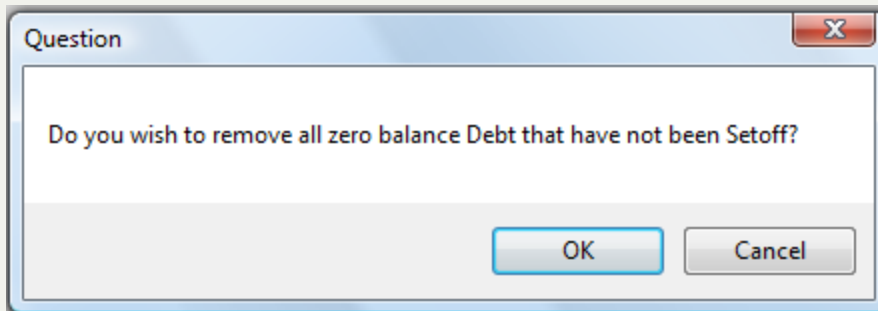 Question
Do you wish to remove all zero balance Debt that have not been Setoff?
OK Cancel